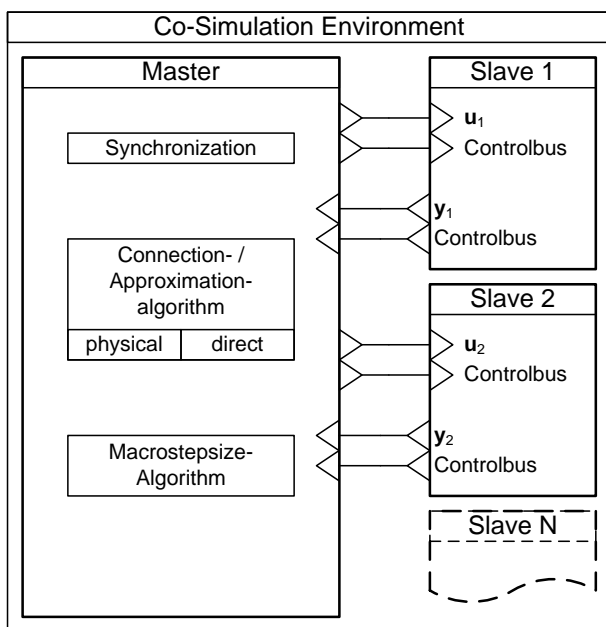 Co-Simulation Environment
Master
Synchronization
Connection- /
Approximation-
algorithm
physical
direct
Macrostepsize-
Algorithm
Slave 1
u₁
Controlbus
y₁
Controlbus
Slave 2
u₂
Controlbus
y₂
Controlbus
Slave N